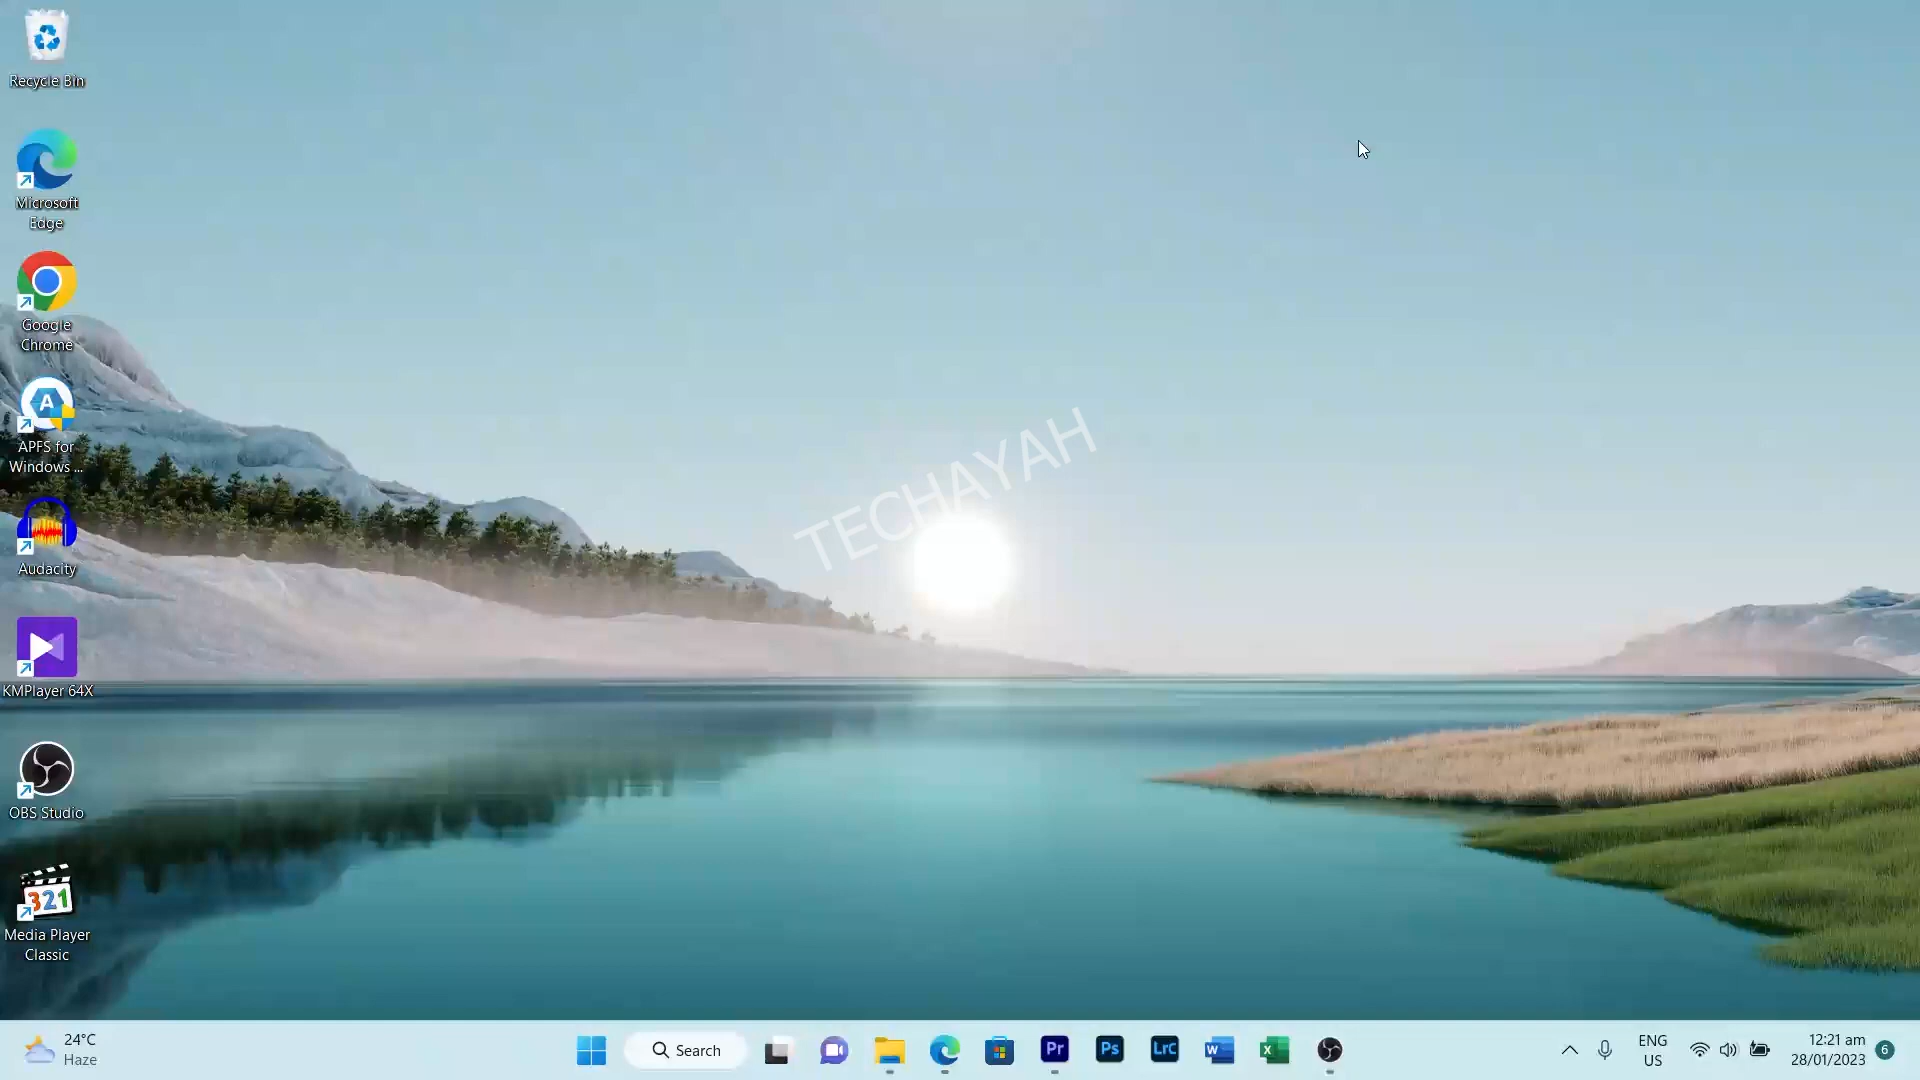 Recycle Bin
Microsoft
Edge
Google
Chrome
APFS for
Windows ...
Audacity
KMPlayer 64X
OBS Studio
321
Media Player
Classic
TECHAYAH
24°C
Haze
Search
Pr
Ps
LrC
W
X
ENG
US
12:21 am
28/01/2023
6